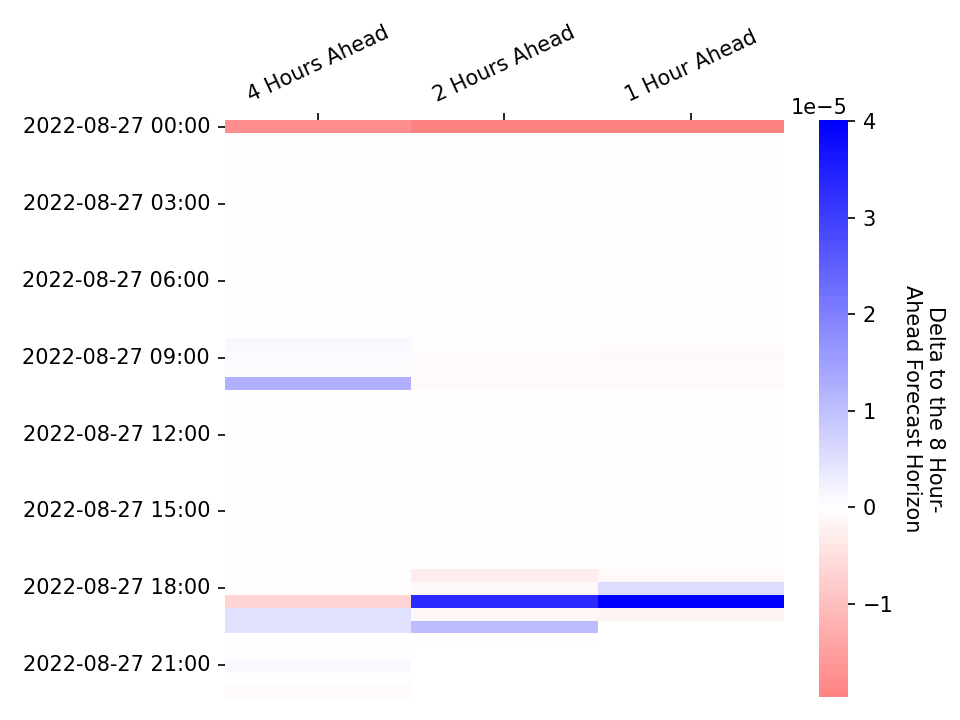 4 Hours Ahead
2 Hours Ahead
1 Hour Ahead
1e−5
2022-08-27 00:00
2022-08-27 03:00
2022-08-27 06:00
2022-08-27 09:00
2022-08-27 12:00
2022-08-27 15:00
2022-08-27 18:00
2022-08-27 21:00
4
3
2
1
0
−1
Delta to the 8 Hour-
Ahead Forecast Horizon